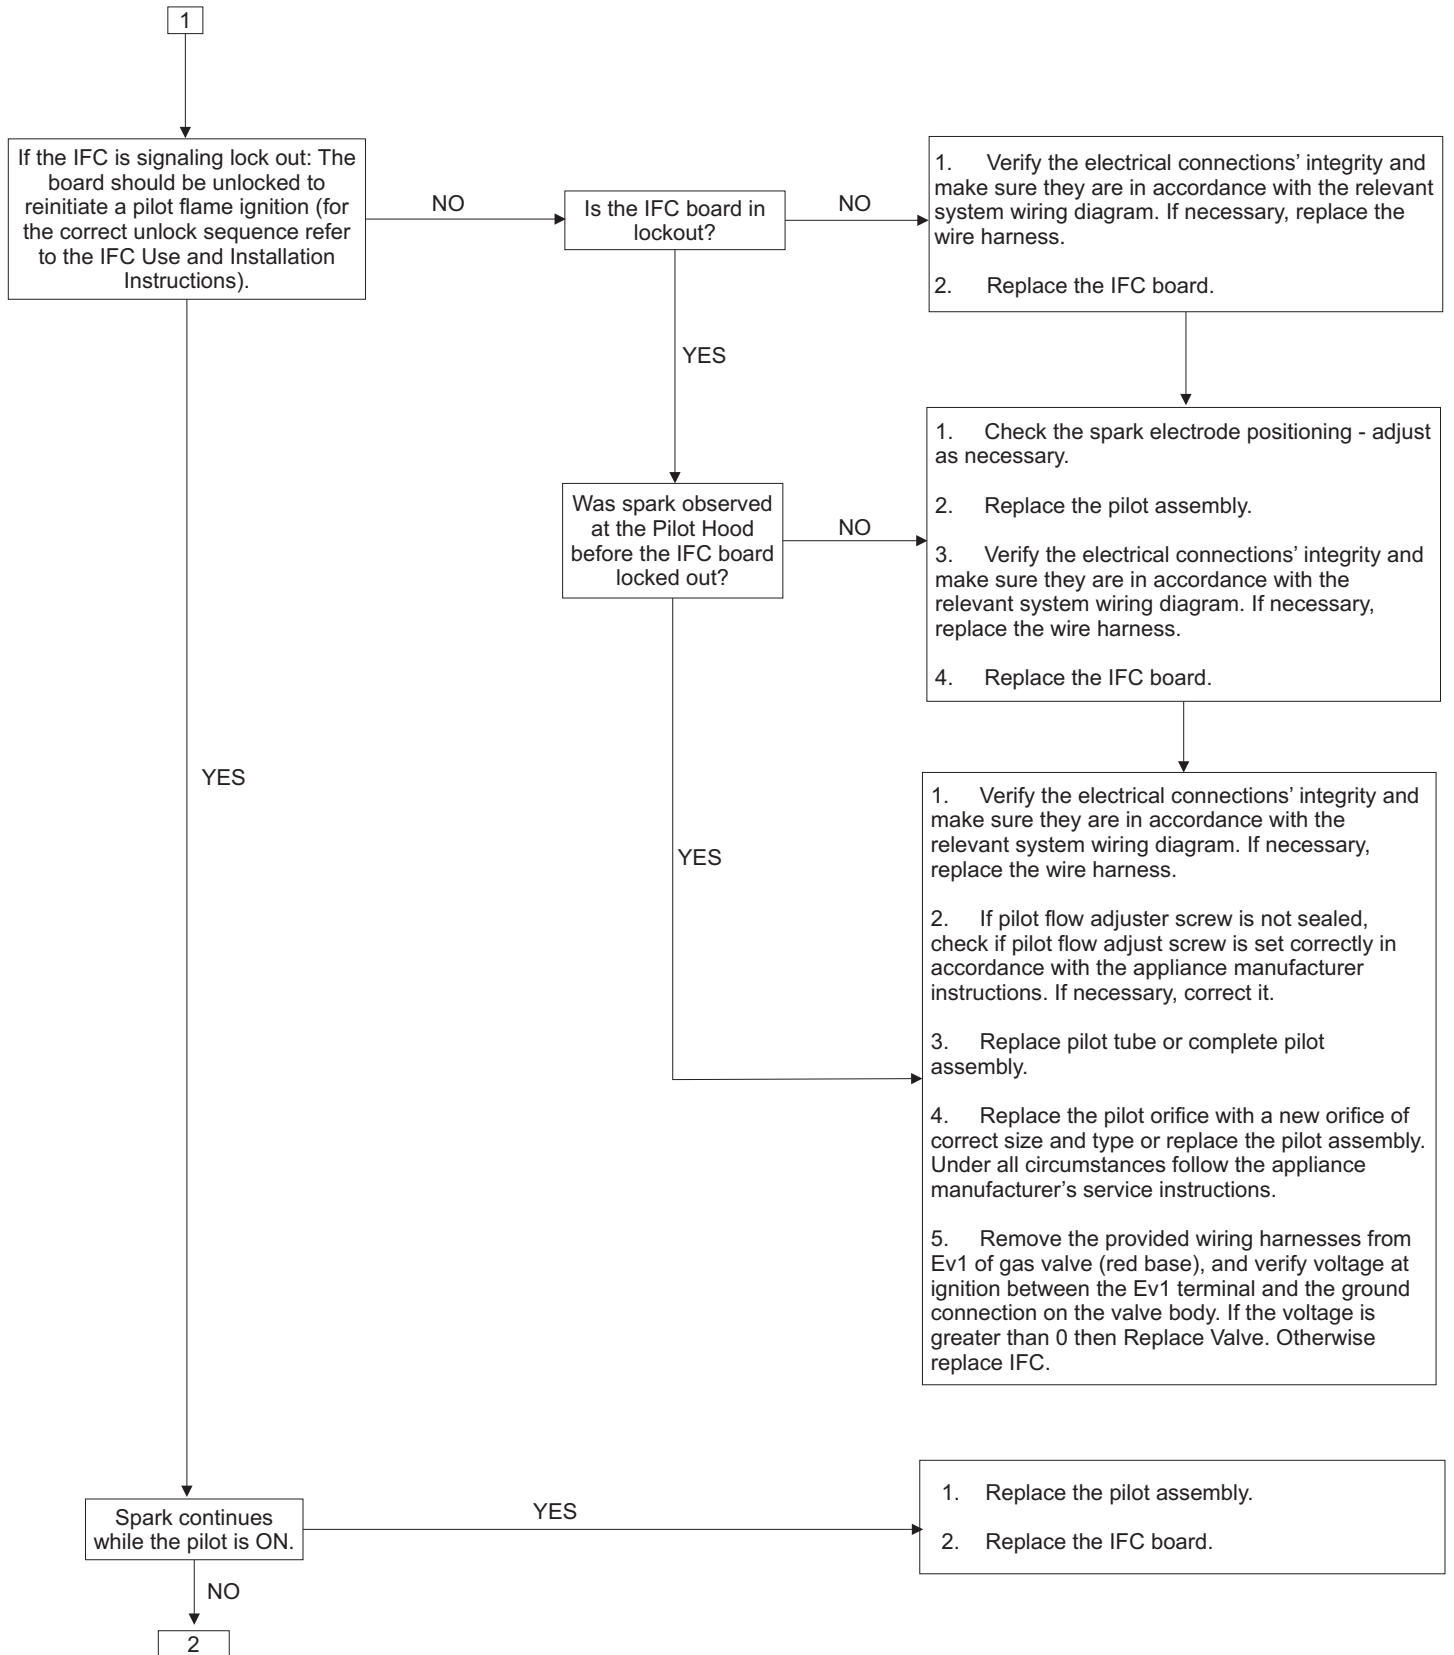 1
If the IFC is signaling lock out: The
board should be unlocked to
reinitiate a pilot flame ignition (for
the correct unlock sequence refer
to the IFC Use and Installation
Instructions).
NO
Is the IFC board in
lockout?
NO
1. Verify the electrical connections’ integrity and
make sure they are in accordance with the relevant
system wiring diagram. If necessary, replace the
wire harness.
2. Replace the IFC board.
YES
Was spark observed
at the Pilot Hood
before the IFC board
locked out?
NO
1. Check the spark electrode positioning - adjust
as necessary.
2. Replace the pilot assembly.
3. Verify the electrical connections’ integrity and
make sure they are in accordance with the
relevant system wiring diagram. If necessary,
replace the wire harness.
4. Replace the IFC board.
YES
YES
1. Verify the electrical connections’ integrity and
make sure they are in accordance with the
relevant system wiring diagram. If necessary,
replace the wire harness.
2. If pilot flow adjuster screw is not sealed,
check if pilot flow adjust screw is set correctly in
accordance with the appliance manufacturer
instructions. If necessary, correct it.
3. Replace pilot tube or complete pilot
assembly.
4. Replace the pilot orifice with a new orifice of
correct size and type or replace the pilot assembly.
Under all circumstances follow the appliance
manufacturer’s service instructions.
5. Remove the provided wiring harnesses from
Ev1 of gas valve (red base), and verify voltage at
ignition between the Ev1 terminal and the ground
connection on the valve body. If the voltage is
greater than 0 then Replace Valve. Otherwise
replace IFC.
Spark continues
while the pilot is ON.
YES
1. Replace the pilot assembly.
2. Replace the IFC board.
NO
2